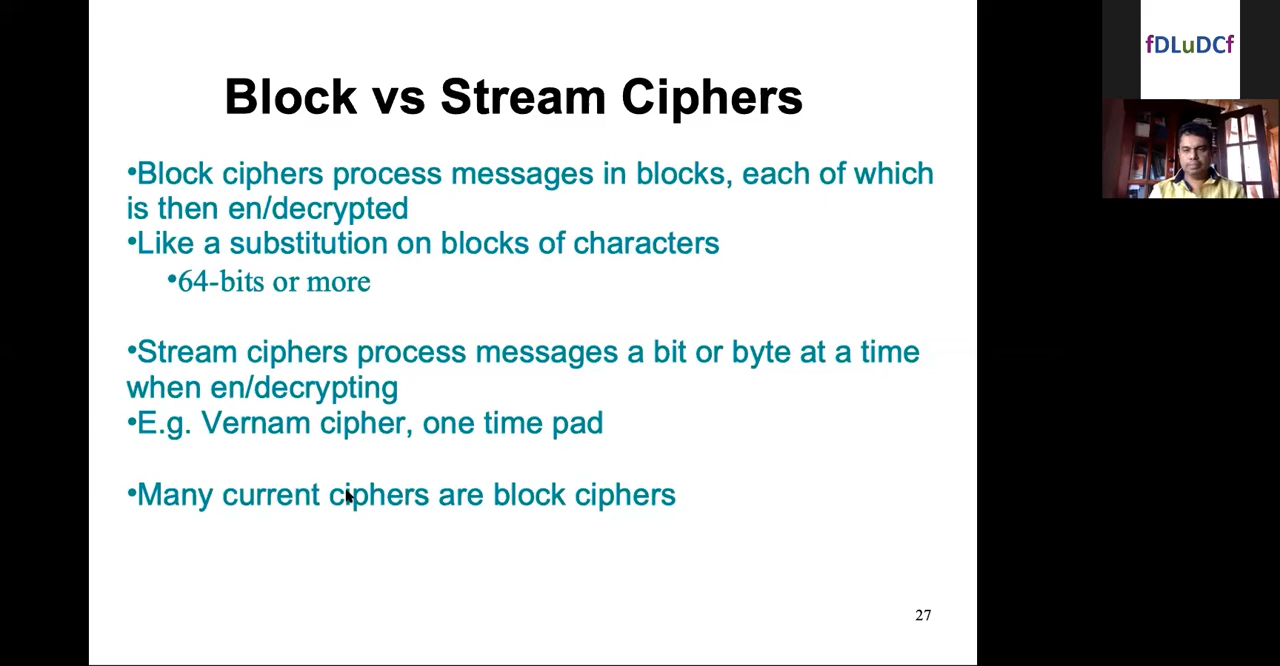 fDLuDCf
Block vs Stream Ciphers
•Block ciphers process messages in blocks, each of which
is then en/decrypted
•Like a substitution on blocks of characters
•64-bits or more
•Stream ciphers process messages a bit or byte at a time
when en/decrypting
•E.g. Vernam cipher, one time pad
•Many current ciphers are block ciphers
27